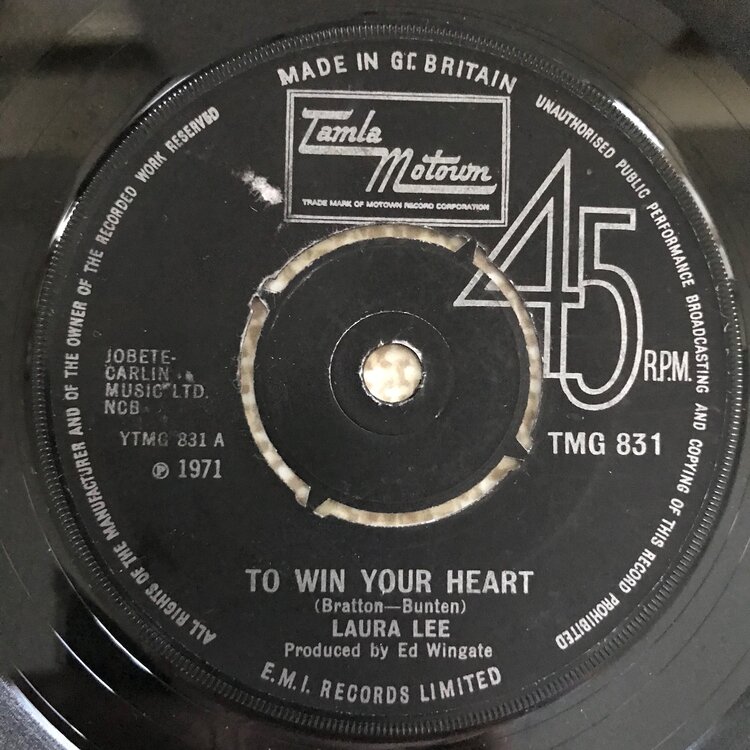 MADE IN GT. BRITAIN
UNAUTHORISED PUBLIC PERFORMANCE BROADCASTING AND COPYING OF THIS RECORD PROHIBITED
ALL RIGHTS OF THE MANUFACTURER AND OF THE OWNER OF THE RECORDED WORK RESERVED
Tamla
Motown
TRADE MARK OF MOTOWN RECORD CORPORATION
45
R.P.M.
JOBETE-
CARLIN
MUSIC LTD.
NCB
YTMG 831 A
℗ 1971
TMG 831
TO WIN YOUR HEART
(Bratton—Bunten)
LAURA LEE
Produced by Ed Wingate
E.M.I. RECORDS LIMITED